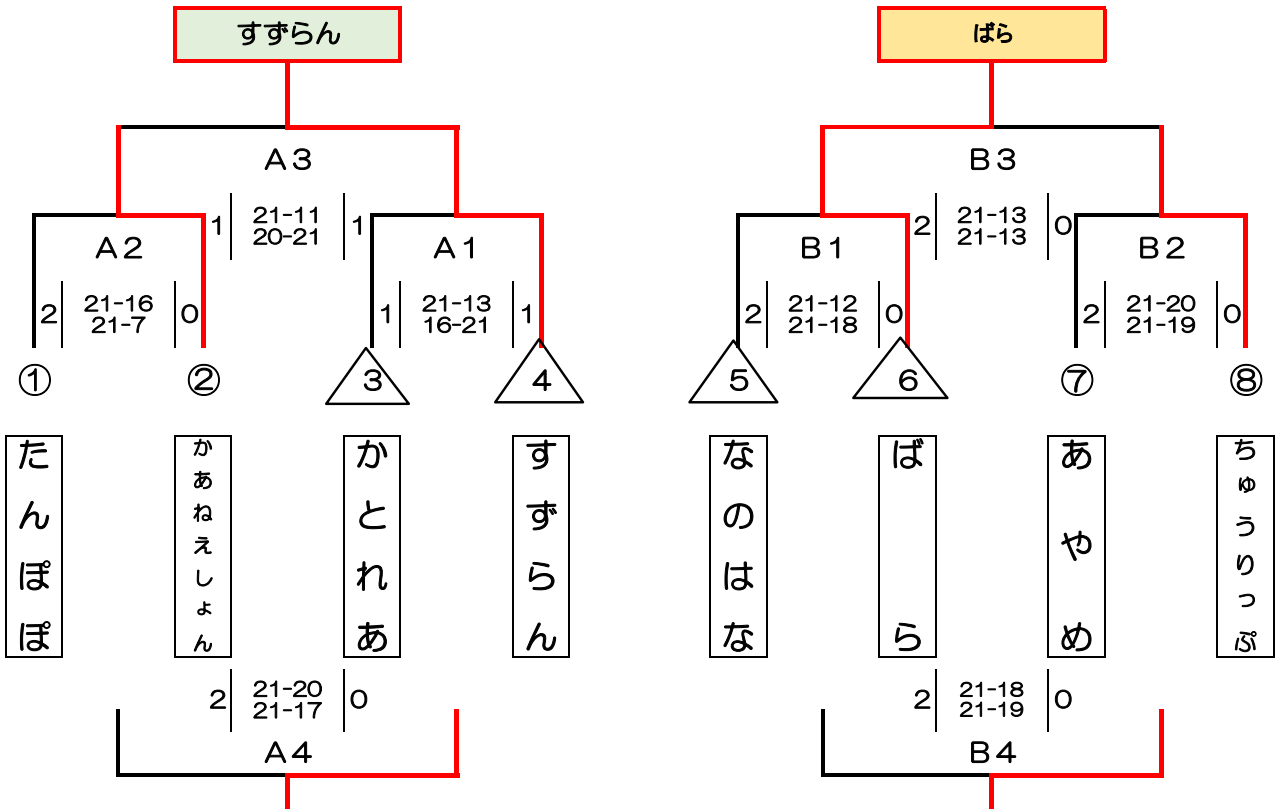 すずらん
ばら
A3
B3
1
21-11
20-21
1
2
21-13
21-13
0
A2
A1
B1
B2
2
21-16
21-7
0
1
21-13
16-21
1
2
21-12
21-18
0
2
21-20
21-19
0
①
②
3
4
5
6
⑦
⑧
たんぽぽ
かあねえしょん
かとれあ
すずらん
なのはな
ばら
あやめ
ちゅうりっぷ
2
21-20
21-17
0
2
21-18
21-19
0
A4
B4